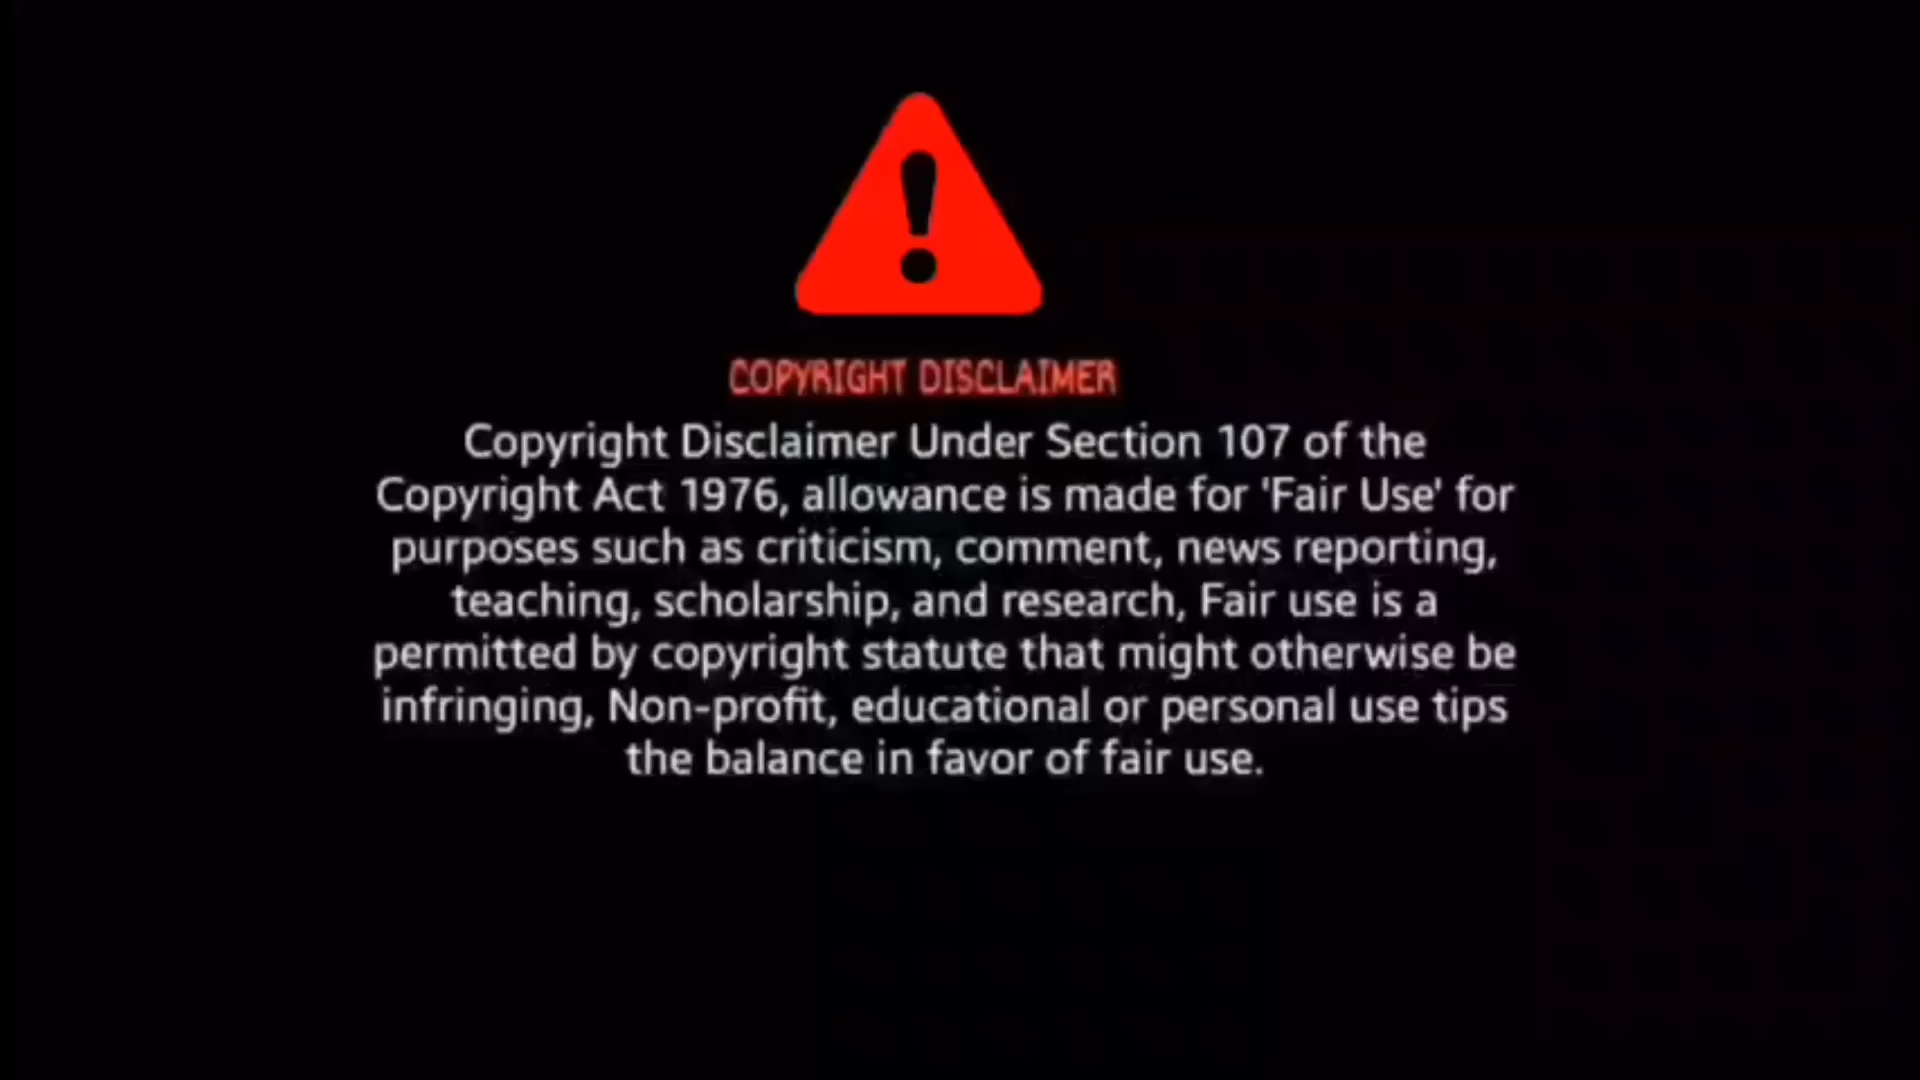 COPYRIGHT DISCLAIMER
Copyright Disclaimer Under Section 107 of the
Copyright Act 1976, allowance is made for 'Fair Use' for
purposes such as criticism, comment, news reporting,
teaching, scholarship, and research, Fair use is a
permitted by copyright statute that might otherwise be
infringing, Non-profit, educational or personal use tips
the balance in favor of fair use.